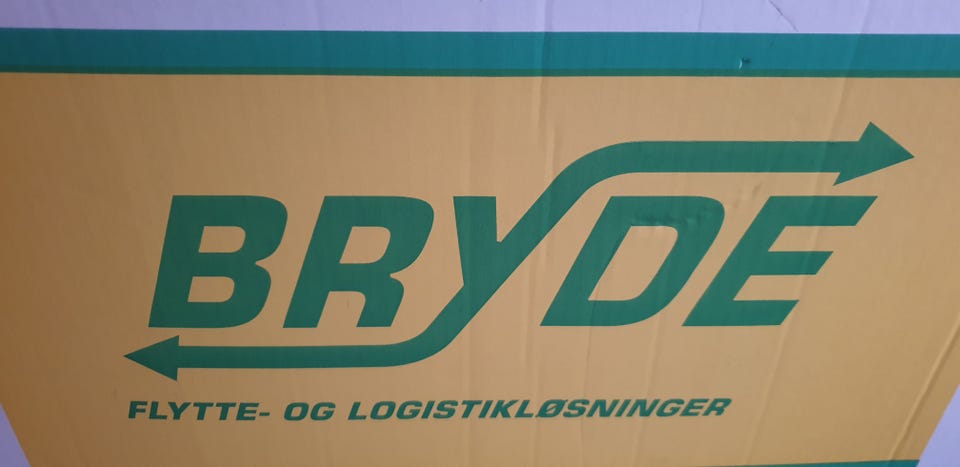 BRYDE
FLYTTE- OG LOGISTIKLØSNINGER